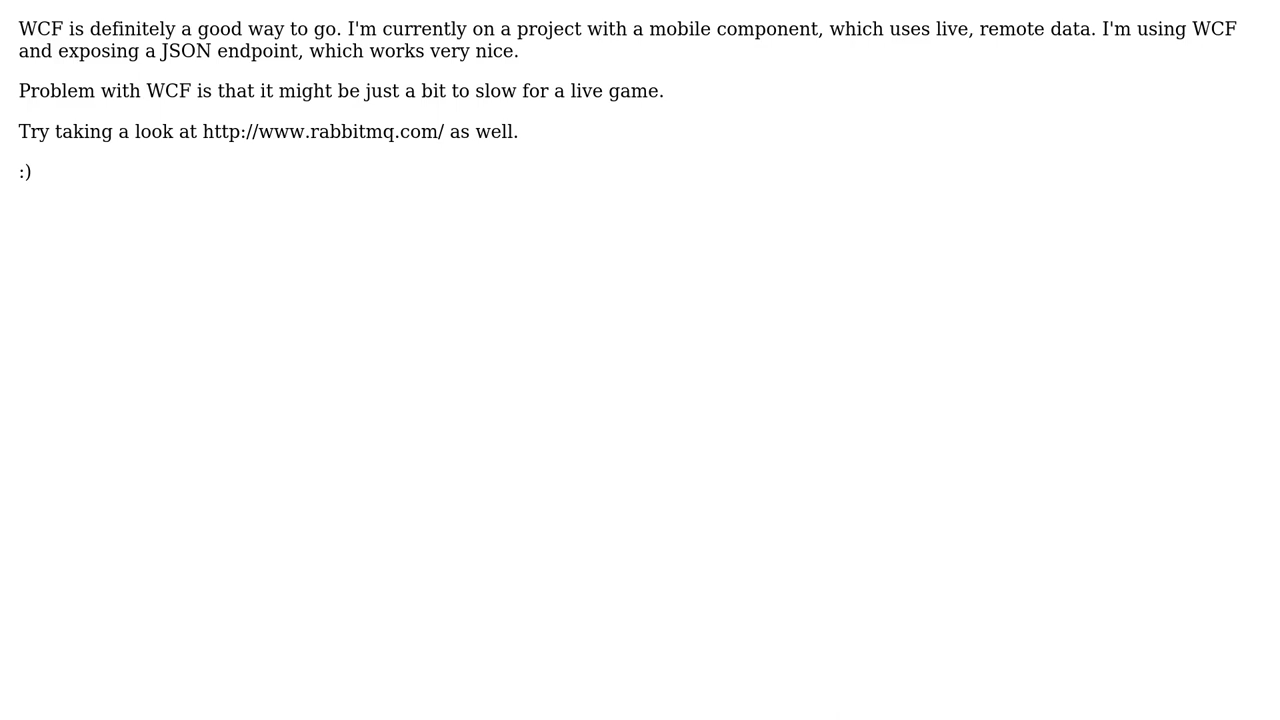 WCF is definitely a good way to go. I'm currently on a project with a mobile component, which uses live, remote data. I'm using WCF
and exposing a JSON endpoint, which works very nice.
Problem with WCF is that it might be just a bit to slow for a live game.
Try taking a look at http://www.rabbitmq.com/ as well.
:)